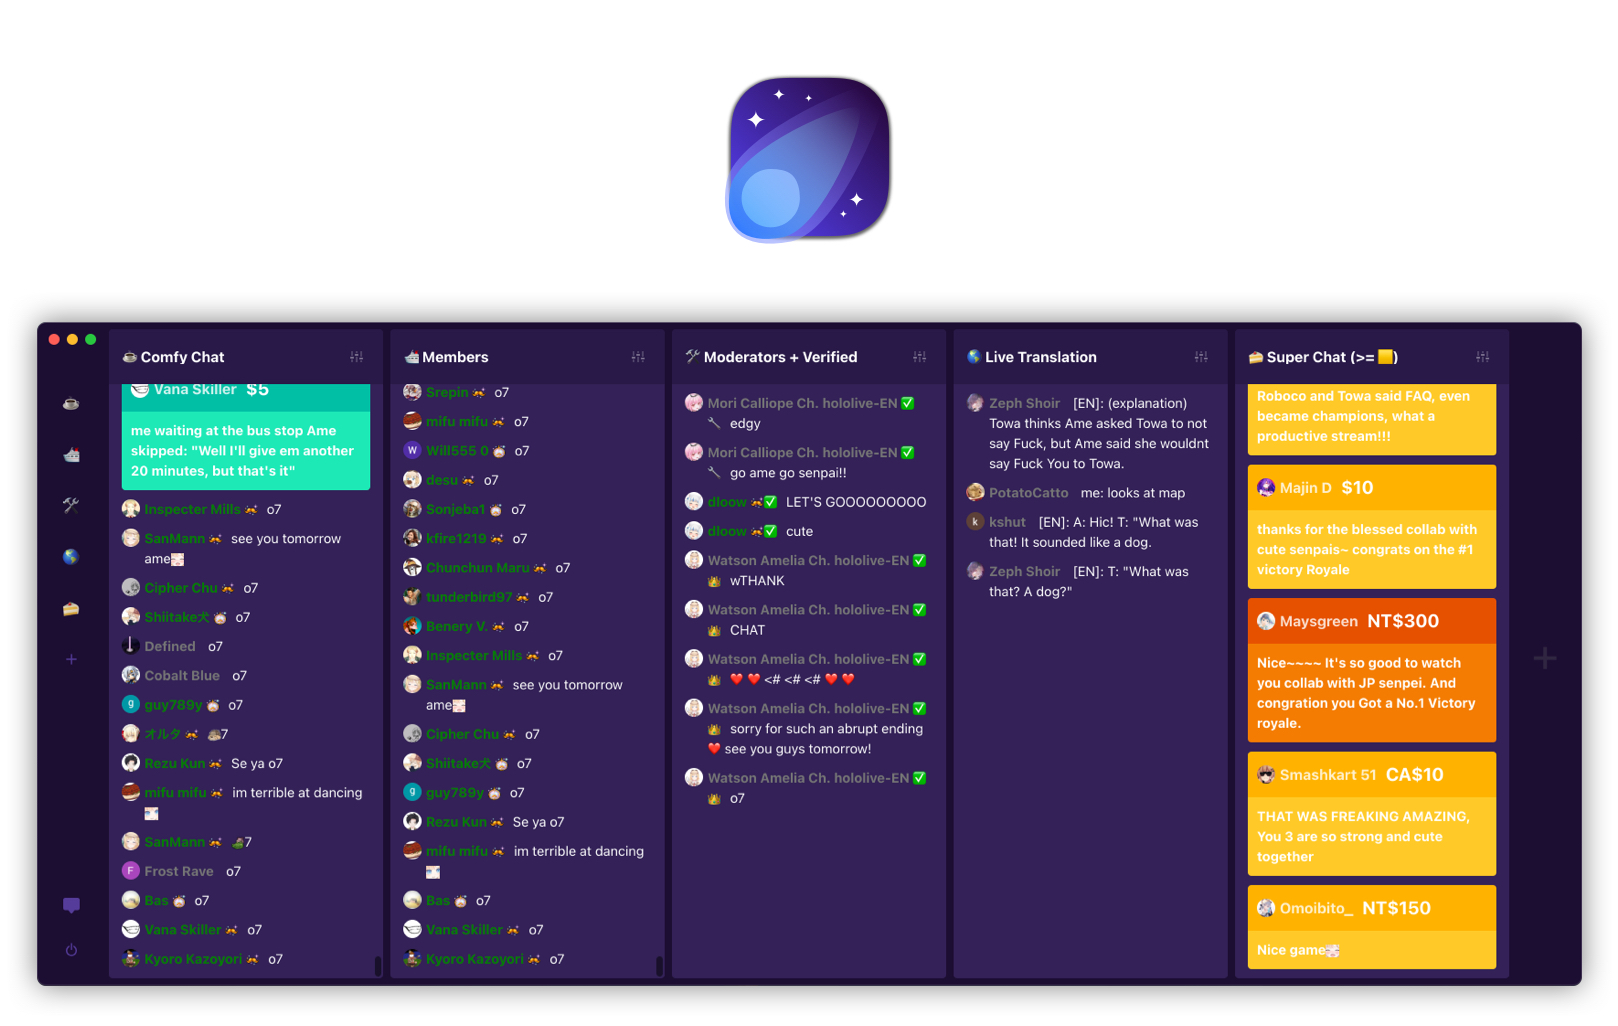 Comfy Chat
Vana Skiller $5
me waiting at the bus stop Ame
skipped: "Well I'll give em another
20 minutes, but that's it"
Inspecter Mills o7
SanMann see you tomorrow
ame
Cipher Chu o7
Shiitake犬 o7
Defined o7
Cobalt Blue o7
g guy789y o7
オルタ 7
Rezu Kun Se ya o7
mifu mifu im terrible at dancing
SanMann 7
F Frost Rave o7
Bas o7
Vana Skiller o7
Kyoro Kazoyori o7
Members
Srepin o7
mifu mifu o7
W Will555 0 o7
desu o7
Sonjeba1 o7
kfire1219 o7
Chunchun Maru o7
tunderbird97 o7
Benery V. o7
Inspecter Mills o7
SanMann see you tomorrow
ame
Cipher Chu o7
Shiitake犬 o7
g guy789y o7
Rezu Kun Se ya o7
mifu mifu im terrible at dancing
Bas o7
Vana Skiller o7
Kyoro Kazoyori o7
🛠 Moderators + Verified
Mori Calliope Ch. hololive-EN ✅
🔧 edgy
Mori Calliope Ch. hololive-EN ✅
🔧 go ame go senpai!!
dloow ✅ LET'S GOOOOOOOOO
dloow ✅ cute
Watson Amelia Ch. hololive-EN ✅
👑 wTHANK
Watson Amelia Ch. hololive-EN ✅
👑 CHAT
Watson Amelia Ch. hololive-EN ✅
👑 ❤️ ❤️ <# <# <# ❤️ ❤️
Watson Amelia Ch. hololive-EN ✅
👑 sorry for such an abrupt ending
❤️ see you guys tomorrow!
Watson Amelia Ch. hololive-EN ✅
👑 o7
🌎 Live Translation
Zeph Shoir [EN]: (explanation)
Towa thinks Ame asked Towa to not
say Fuck, but Ame said she wouldnt
say Fuck You to Towa.
PotatoCatto me: looks at map
k kshut [EN]: A: Hic! T: "What was
that! It sounded like a dog.
Zeph Shoir [EN]: T: "What was
that? A dog?"
🍰 Super Chat (>= 🟨)
Roboco and Towa said FAQ, even
became champions, what a
productive stream!!!
Majin D $10
thanks for the blessed collab with
cute senpais~ congrats on the #1
victory Royale
Maysgreen NT$300
Nice~~~~ It's so good to watch
you collab with JP senpei. And
congration you Got a No.1 Victory
royale.
Smashkart 51 CA$10
THAT WAS FREAKING AMAZING,
You 3 are so strong and cute
together
Omoibito_ NT$150
Nice game